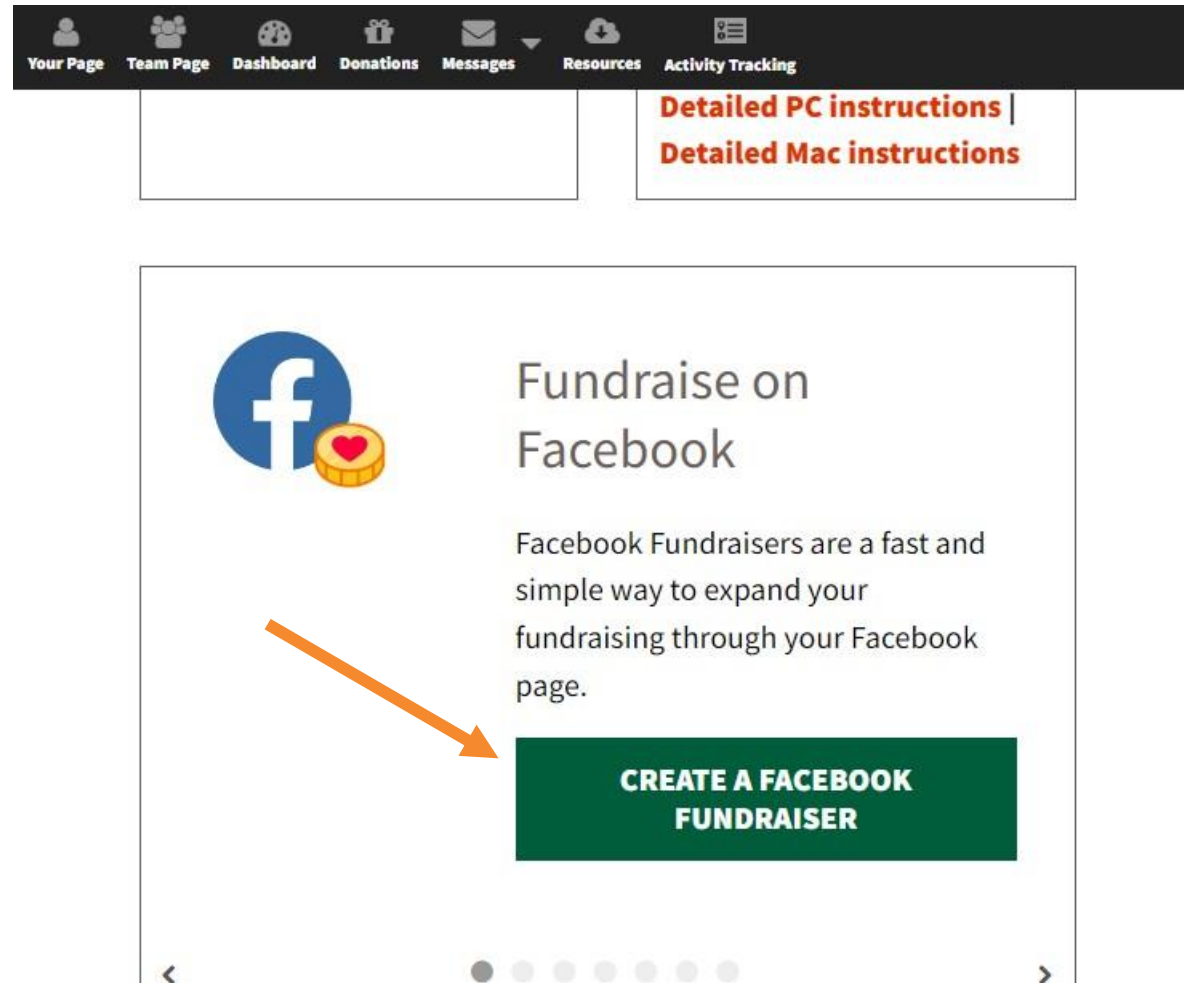 Your Page Team Page Dashboard Donations Messages Resources Activity Tracking
Detailed PC instructions |
Detailed Mac instructions
Fundraise on
Facebook
Facebook Fundraisers are a fast and
simple way to expand your
fundraising through your Facebook
page.
CREATE A FACEBOOK
FUNDRAISER